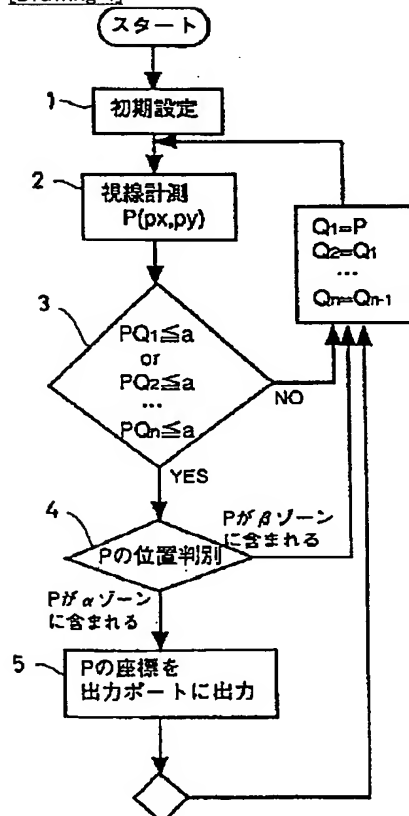 スタート
1
初期設定
2
視線計測
P(px,py)
Q₁=P
Q₂=Q₁
…
Qn=Qn-1
3
PQ₁≦a
or
PQ₂≦a
…
PQn≦a
NO
YES
4
Pの位置判別
Pがβゾーン
に含まれる
Pがαゾーン
に含まれる
5
Pの座標を
出力ポートに出力